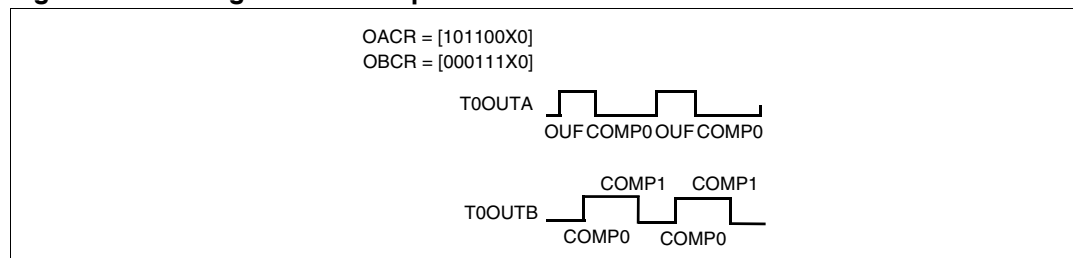 OACR = [101100X0]
OBCR = [000111X0]
T0OUTA
OUF COMP0 OUF COMP0
COMP1 COMP1
T0OUTB
COMP0 COMP0